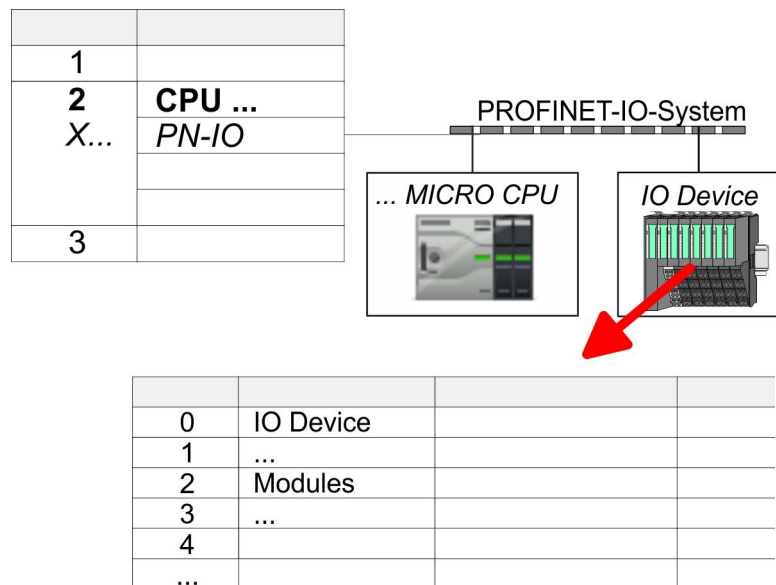 1
2 CPU ...
X... PN-IO
3
PROFINET-IO-System
... MICRO CPU
IO Device
0 IO Device
1 ...
2 Modules
3 ...
4
...